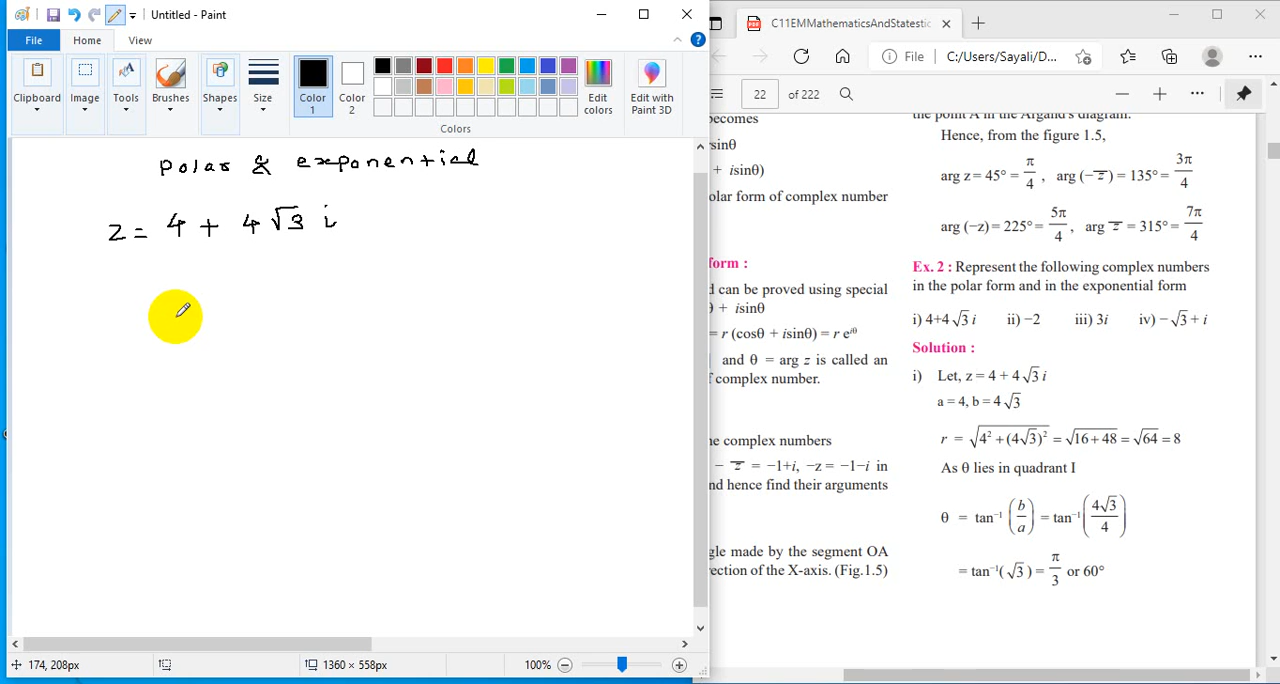 Untitled - Paint
File Home View
Clipboard Image Tools Brushes Shapes Size Color 1 Color 2 Edit colors Edit with Paint 3D
Colors
Polar & exponential
z = 4 + 4√3 i
174, 208px 1360 × 558px 100%
C11EMMathematicsAndStatestic
File C:/Users/Sayali/D...
22 of 222
becomes
rsinθ
+ isinθ)
olar form of complex number
form :
d can be proved using special
θ + isinθ
= r (cosθ + isinθ) = r e^iθ
and θ = arg z is called an
f complex number.
he complex numbers
− z̅ = −1+i, −z = −1−i in
nd hence find their arguments
gle made by the segment OA
rection of the X-axis. (Fig.1.5)
the point A in the Argand's diagram.
Hence, from the figure 1.5,
arg z = 45° = π/4 , arg (−z̅) = 135° = 3π/4
arg (−z) = 225° = 5π/4 , arg z̅ = 315° = 7π/4
Ex. 2 : Represent the following complex numbers
in the polar form and in the exponential form
i) 4+4√3 i ii) −2 iii) 3i iv) −√3 + i
Solution :
i) Let, z = 4 + 4√3 i
a = 4, b = 4√3
r = √(4² + (4√3)²) = √(16+48) = √64 = 8
As θ lies in quadrant I
θ = tan⁻¹(b/a) = tan⁻¹(4√3/4)
= tan⁻¹(√3) = π/3 or 60°